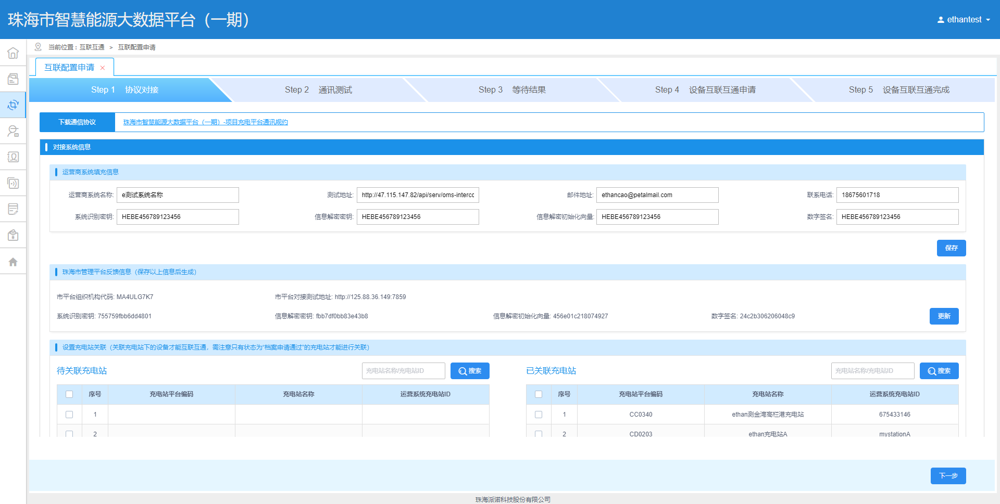 珠海市智慧能源大数据平台（一期）
ethantest
当前位置：互联互通 > 互联配置申请
互联配置申请 ×
Step 1 协议对接
Step 2 通讯测试
Step 3 等待结果
Step 4 设备互联互通申请
Step 5 设备互联互通完成
下载通信协议
珠海市智慧能源大数据平台（一期）-项目充电平台通讯规约
对接系统信息
运营商系统填充信息
运营商系统名称: e测试系统名称
测试地址: http://47.115.147.82/api/serv/oms-interco
邮件地址: ethancao@petalmail.com
联系电话: 18675601718
系统识别密钥: HEBE456789123456
信息解密密钥: HEBE456789123456
信息解密初始化向量: HEBE456789123456
数字签名: HEBE456789123456
保存
珠海市管理平台反馈信息（保存以上信息后生成）
市平台组织机构代码: MA4ULG7K7
市平台对接测试地址: http://125.88.36.149:7859
系统识别密钥: 755759fbb6dd4801
信息解密密钥: fbb7df0bb83e43b8
信息解密初始化向量: 456e01c218074927
数字签名: 24c2b306206048c9
更新
设置充电站关联（关联充电站下的设备才能互联互通，需注意只有状态为“档案申请通过”的充电站才能进行关联）
待关联充电站
充电站名称/充电站ID
搜索
序号 充电站平台编码 充电站名称 运营系统充电站ID
1
2
已关联充电站
充电站名称/充电站ID
搜索
序号 充电站平台编码 充电站名称 运营系统充电站ID
1 CC0340 ethan测金湾高栏港充电站 675433146
2 CD0203 ethan充电站A mystationA
下一步
珠海派诺科技股份有限公司